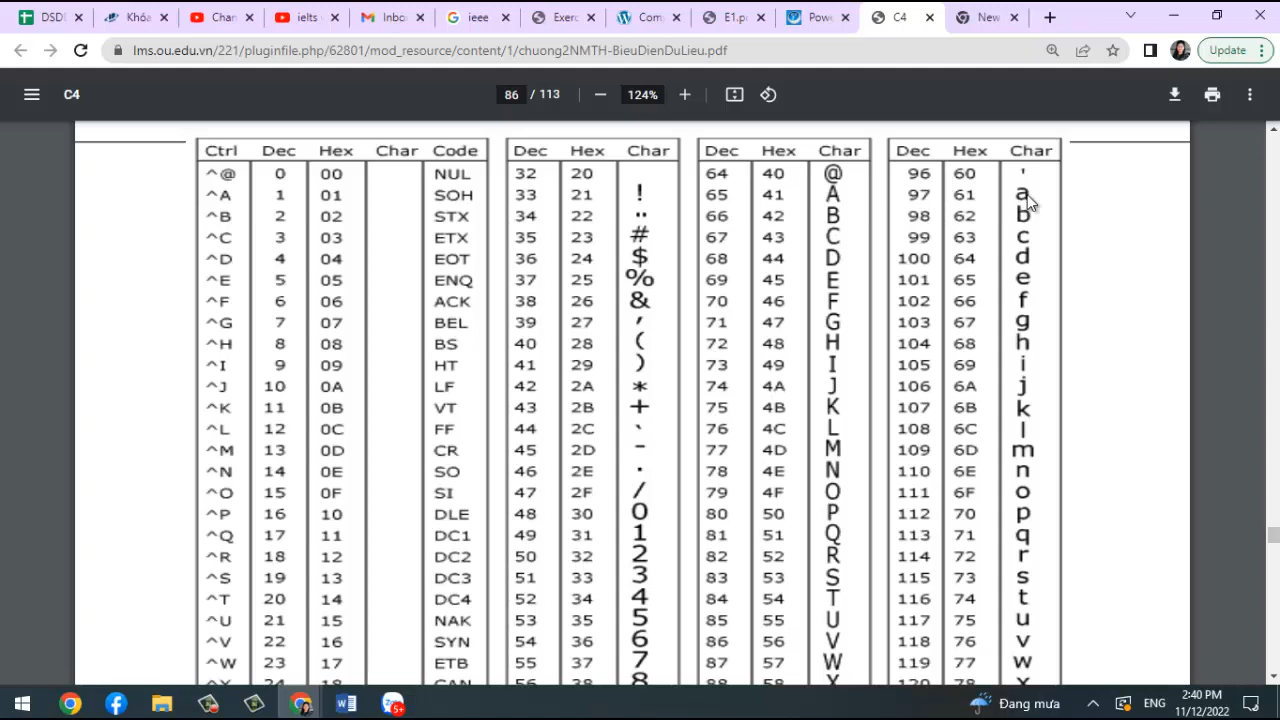 DSDI Khóa Chan ielts v Inbo ieee Exerc Com E1.p Powe C4 New
lms.ou.edu.vn/221/pluginfile.php/62801/mod_resource/content/1/chuong2NMTH-BieuDienDuLieu.pdf Update
C4 86 / 113 124%
Ctrl Dec Hex Char Code Dec Hex Char Dec Hex Char Dec Hex Char
^@ 0 00 NUL 32 20 64 40 @ 96 60 '
^A 1 01 SOH 33 21 ! 65 41 A 97 61 a
^B 2 02 STX 34 22 " 66 42 B 98 62 b
^C 3 03 ETX 35 23 # 67 43 C 99 63 c
^D 4 04 EOT 36 24 $ 68 44 D 100 64 d
^E 5 05 ENQ 37 25 % 69 45 E 101 65 e
^F 6 06 ACK 38 26 & 70 46 F 102 66 f
^G 7 07 BEL 39 27 ' 71 47 G 103 67 g
^H 8 08 BS 40 28 ( 72 48 H 104 68 h
^I 9 09 HT 41 29 ) 73 49 I 105 69 i
^J 10 0A LF 42 2A * 74 4A J 106 6A j
^K 11 0B VT 43 2B + 75 4B K 107 6B k
^L 12 0C FF 44 2C ` 76 4C L 108 6C l
^M 13 0D CR 45 2D - 77 4D M 109 6D m
^N 14 0E SO 46 2E . 78 4E N 110 6E n
^O 15 0F SI 47 2F / 79 4F O 111 6F o
^P 16 10 DLE 48 30 0 80 50 P 112 70 p
^Q 17 11 DC1 49 31 1 81 51 Q 113 71 q
^R 18 12 DC2 50 32 2 82 52 R 114 72 r
^S 19 13 DC3 51 33 3 83 53 S 115 73 s
^T 20 14 DC4 52 34 4 84 54 T 116 74 t
^U 21 15 NAK 53 35 5 85 55 U 117 75 u
^V 22 16 SYN 54 36 6 86 56 V 118 76 v
^W 23 17 ETB 55 37 7 87 57 W 119 77 w
^X 24 18 CAN 56 38 8 88 58 X 120 78 x
5+ Đang mưa ENG 2:40 PM
11/12/2022